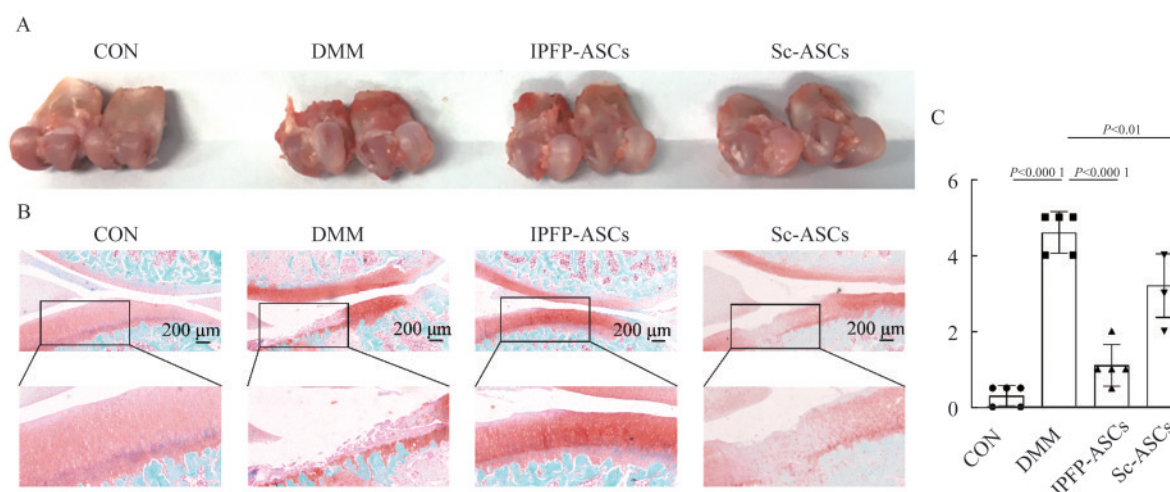 A
CON
DMM
IPFP-ASCs
Sc-ASCs
B
CON
DMM
IPFP-ASCs
Sc-ASCs
200 μm
200 μm
200 μm
200 μm
C
P<0.01
P<0.000 1
P<0.000 1
6
4
2
0
CON
DMM
IPFP-ASCs
Sc-ASCs